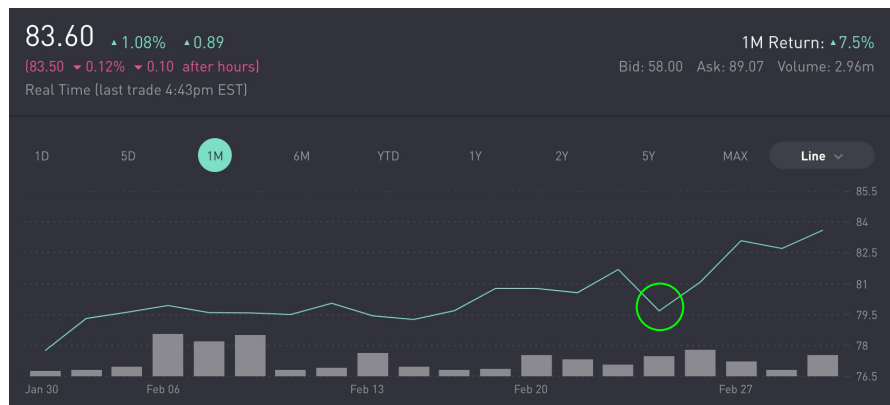 83.60 ▲1.08% ▲0.89
1M Return: ▲7.5%
(83.50 ▼0.12% ▼0.10 after hours)
Bid: 58.00 Ask: 89.07 Volume: 2.96m
Real Time (last trade 4:43pm EST)
1D 5D 1M 6M YTD 1Y 2Y 5Y MAX Line
85.5
84
82.5
81
79.5
78
76.5
Jan 30 Feb 06 Feb 13 Feb 20 Feb 27